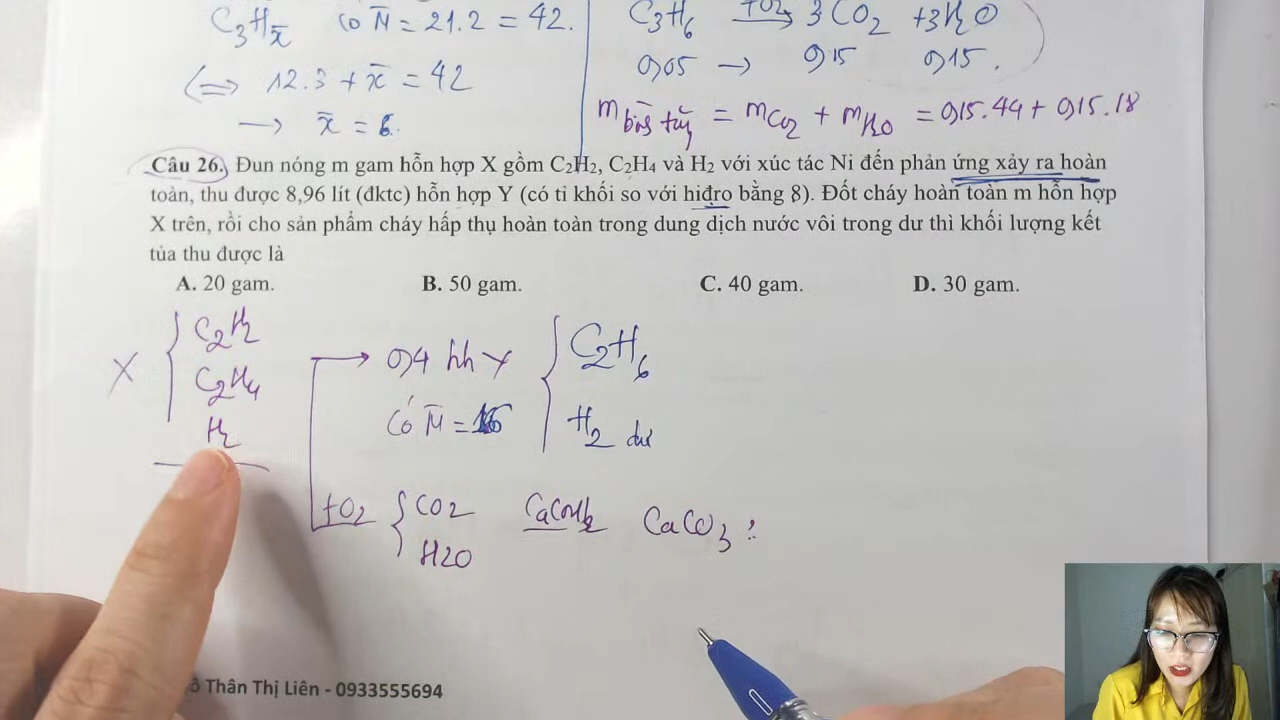 C₃Hx̄ có M̄ = 21.2 = 42.
⟺ 12.3 + x̄ = 42
→ x̄ = 6.
C₃H₆ +O₂→ 3CO₂ + 3H₂O
0,05 → 0,15 0,15.
m bình tăng = mCO₂ + mH₂O = 0,15.44 + 0,15.18
Câu 26. Đun nóng m gam hỗn hợp X gồm C₂H₂, C₂H₄ và H₂ với xúc tác Ni đến phản ứng xảy ra hoàn
toàn, thu được 8,96 lít (đktc) hỗn hợp Y (có tỉ khối so với hiđro bằng 8). Đốt cháy hoàn toàn m hỗn hợp
X trên, rồi cho sản phẩm cháy hấp thụ hoàn toàn trong dung dịch nước vôi trong dư thì khối lượng kết
tủa thu được là
A. 20 gam. B. 50 gam. C. 40 gam. D. 30 gam.
X { C₂H₂
C₂H₄
H₂
→ 0,4 hh Y { C₂H₆
có M̄ = 16 H₂ dư
+O₂ { CO₂ Ca(OH)₂ CaCO₃ ?
H₂O
Thân Thị Liên - 0933555694